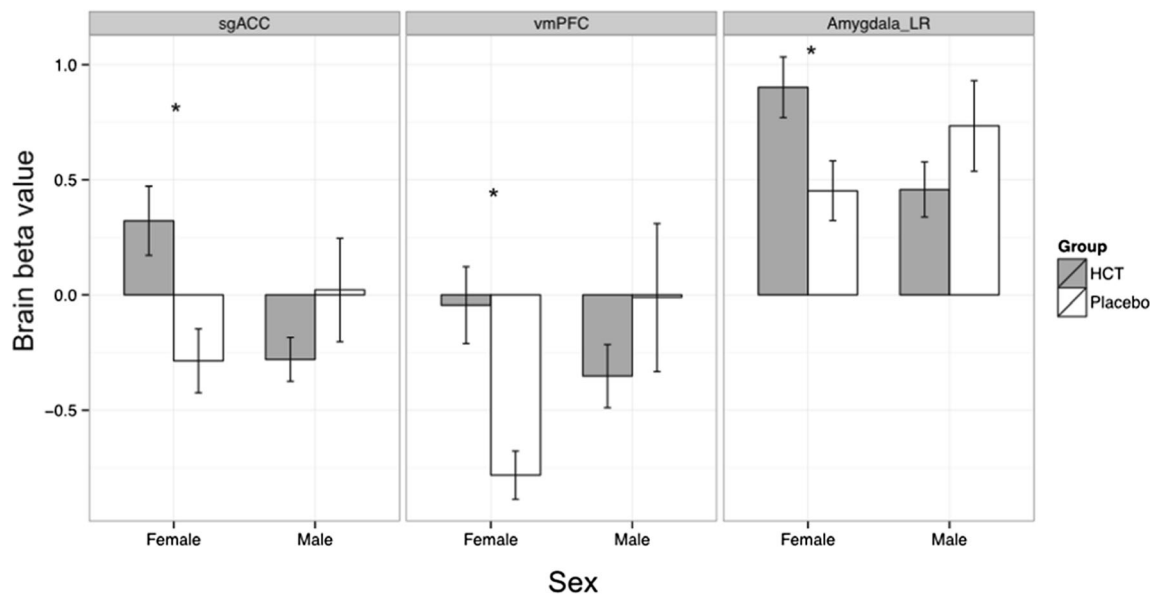 sgACC vmPFC Amygdala_LR
* * *
Brain beta value
1.0
0.5
0.0
−0.5
Group
HCT
Placebo
Female Male Female Male Female Male
Sex